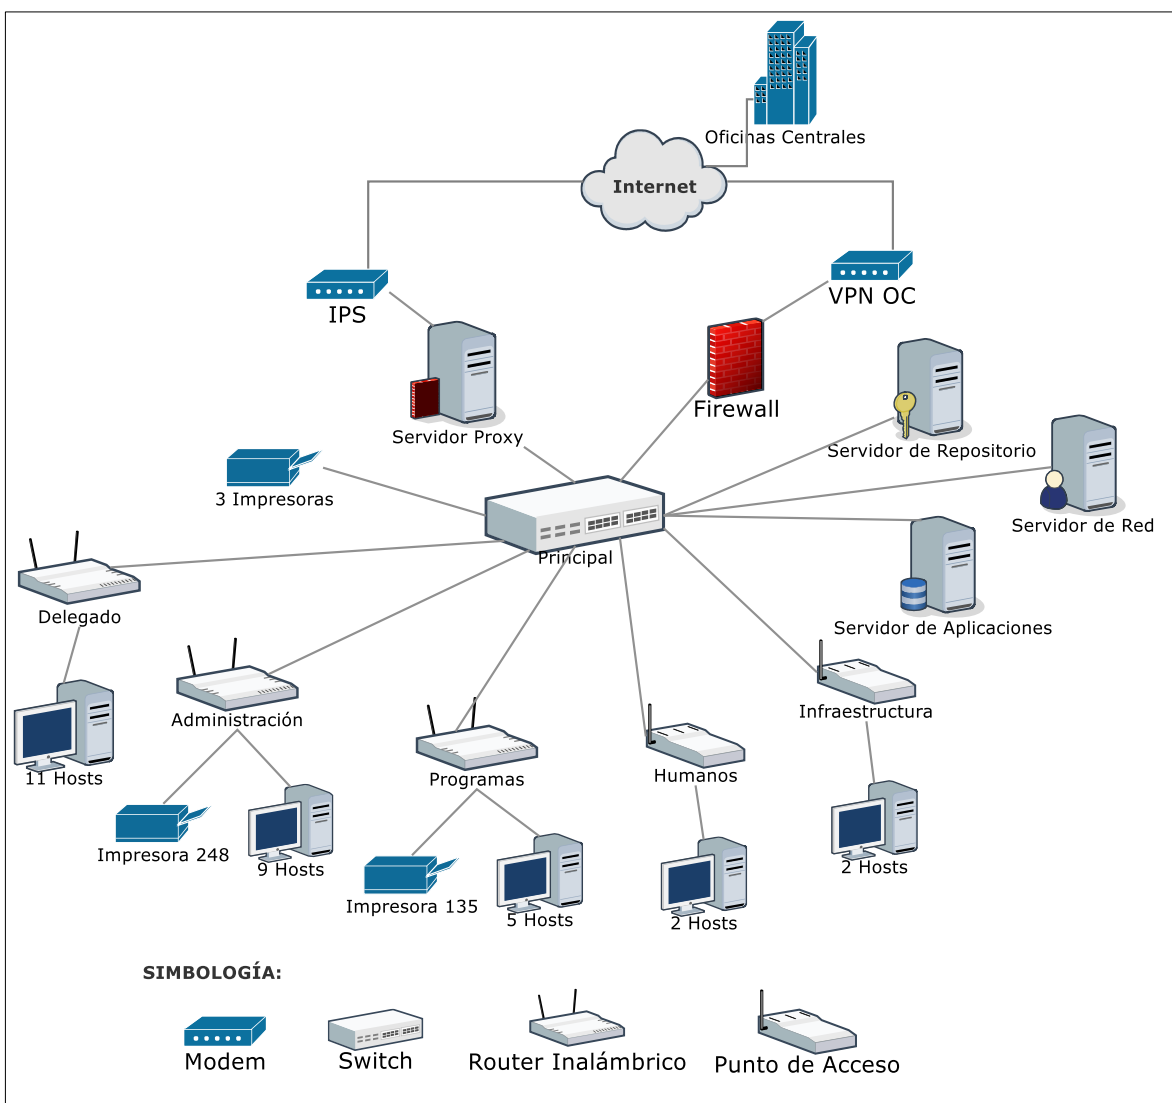 Oficinas Centrales
Internet
IPS
VPN OC
Servidor Proxy
Firewall
Servidor de Repositorio
3 Impresoras
Servidor de Red
Principal
Delegado
Servidor de Aplicaciones
Administración
Infraestructura
11 Hosts
Programas
Humanos
Impresora 248
9 Hosts
2 Hosts
Impresora 135
5 Hosts
2 Hosts
SIMBOLOGÍA:
Modem
Switch
Router Inalámbrico
Punto de Acceso